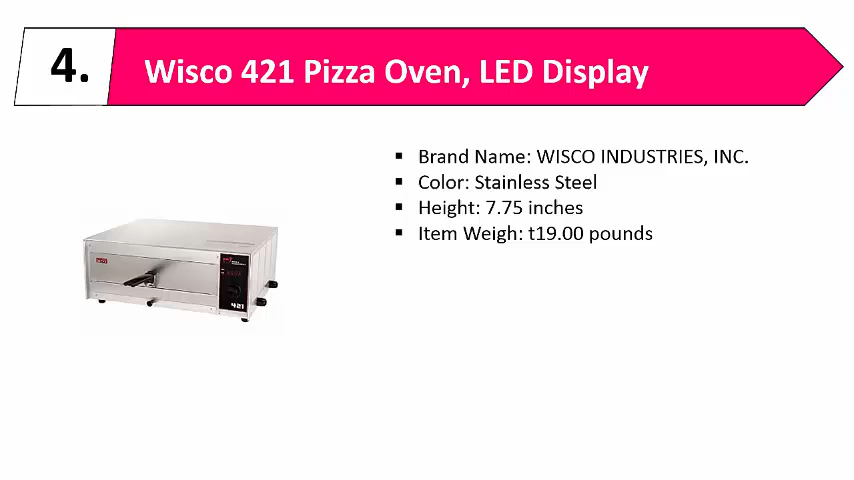 4.
Wisco 421 Pizza Oven, LED Display
Brand Name: WISCO INDUSTRIES, INC.
Color: Stainless Steel
Height: 7.75 inches
Item Weigh: t19.00 pounds
421